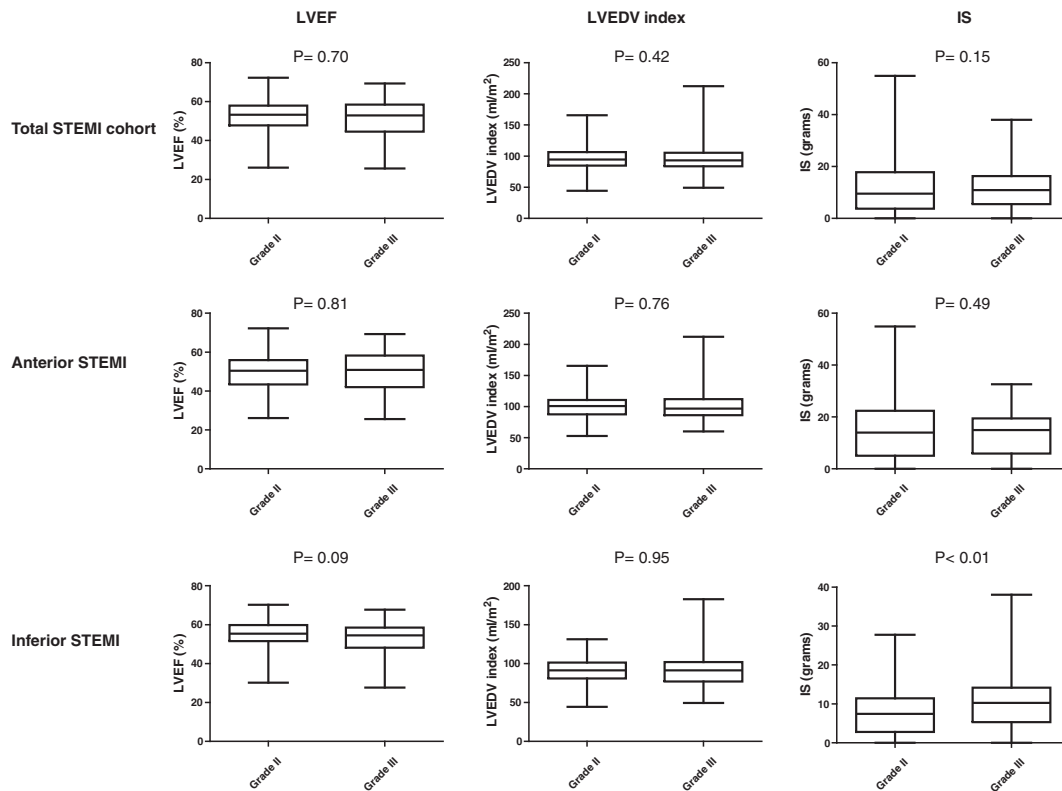 LVEF LVEDV index IS
Total STEMI cohort
P= 0.70
LVEF (%)
80
60
40
20
0
Grade II
Grade III
P= 0.42
LVEDV index (ml/m²)
250
200
150
100
50
0
Grade II
Grade III
P= 0.15
IS (grams)
60
40
20
0
Grade II
Grade III
Anterior STEMI
P= 0.81
LVEF (%)
80
60
40
20
0
Grade II
Grade III
P= 0.76
LVEDV index (ml/m²)
250
200
150
100
50
0
Grade II
Grade III
P= 0.49
IS (grams)
60
40
20
0
Grade II
Grade III
Inferior STEMI
P= 0.09
LVEF (%)
80
60
40
20
0
Grade II
Grade III
P= 0.95
LVEDV index (ml/m²)
200
150
100
50
0
Grade II
Grade III
P< 0.01
IS (grams)
40
30
20
10
0
Grade II
Grade III